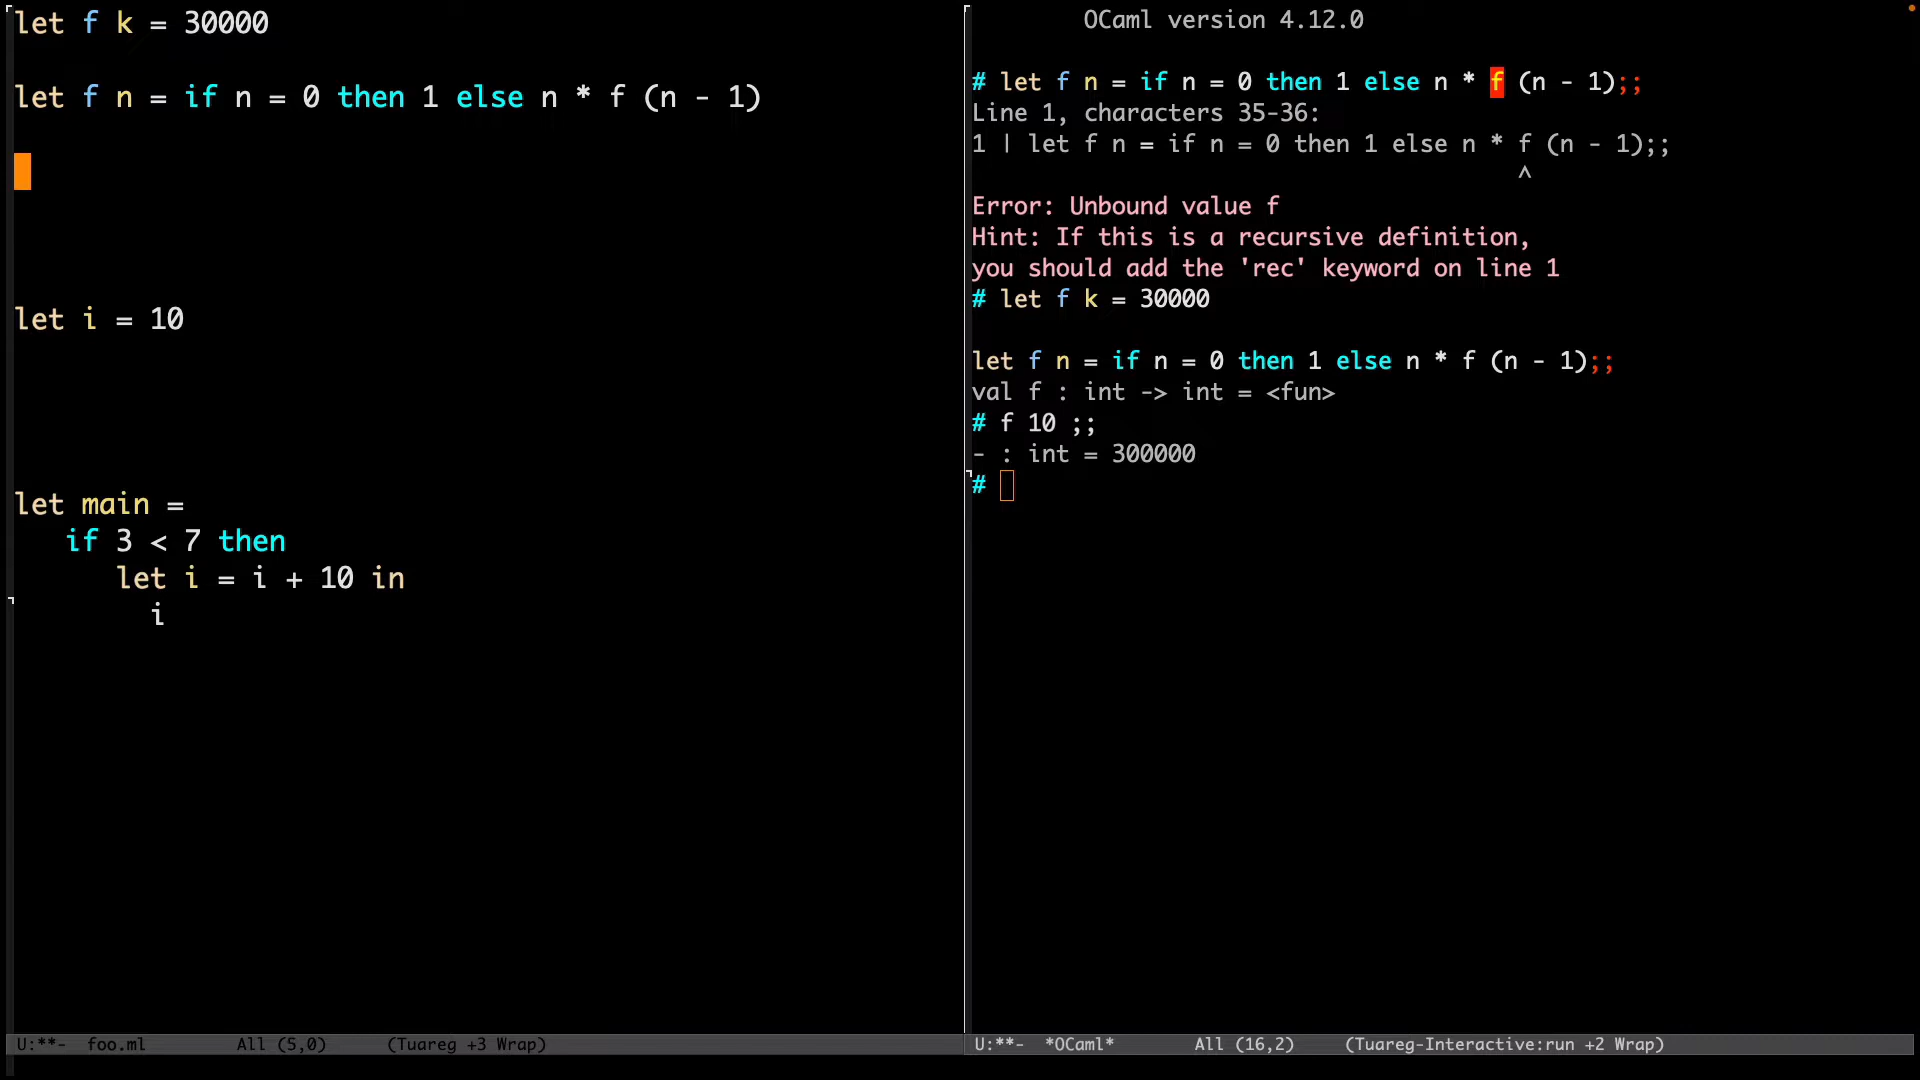 let f k = 30000
let f n = if n = 0 then 1 else n * f (n - 1)
let i = 10
let main =
if 3 < 7 then
let i = i + 10 in
i
U:**-  foo.ml  All (5,0)  (Tuareg +3 Wrap)
OCaml version 4.12.0
# let f n = if n = 0 then 1 else n * f (n - 1);;
Line 1, characters 35-36:
1 | let f n = if n = 0 then 1 else n * f (n - 1);;
^
Error: Unbound value f
Hint: If this is a recursive definition,
you should add the 'rec' keyword on line 1
# let f k = 30000
let f n = if n = 0 then 1 else n * f (n - 1);;
val f : int -> int = <fun>
# f 10 ;;
- : int = 300000
#
U:**-  *OCaml*  All (16,2)  (Tuareg-Interactive:run +2 Wrap)